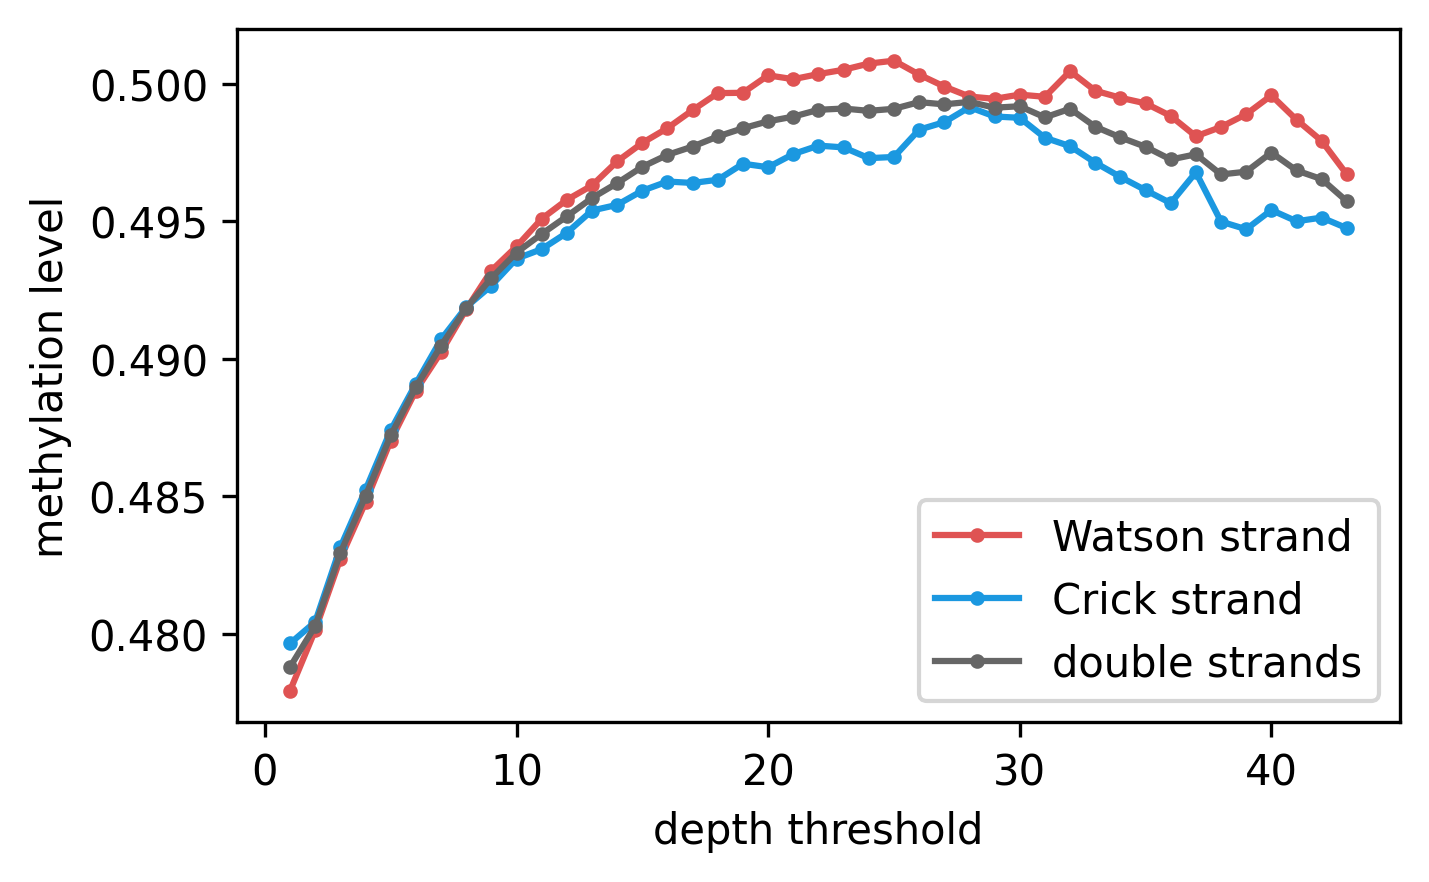 0.500
0.495
0.490
0.485
0.480
methylation level
0 10 20 30 40
depth threshold
Watson strand
Crick strand
double strands